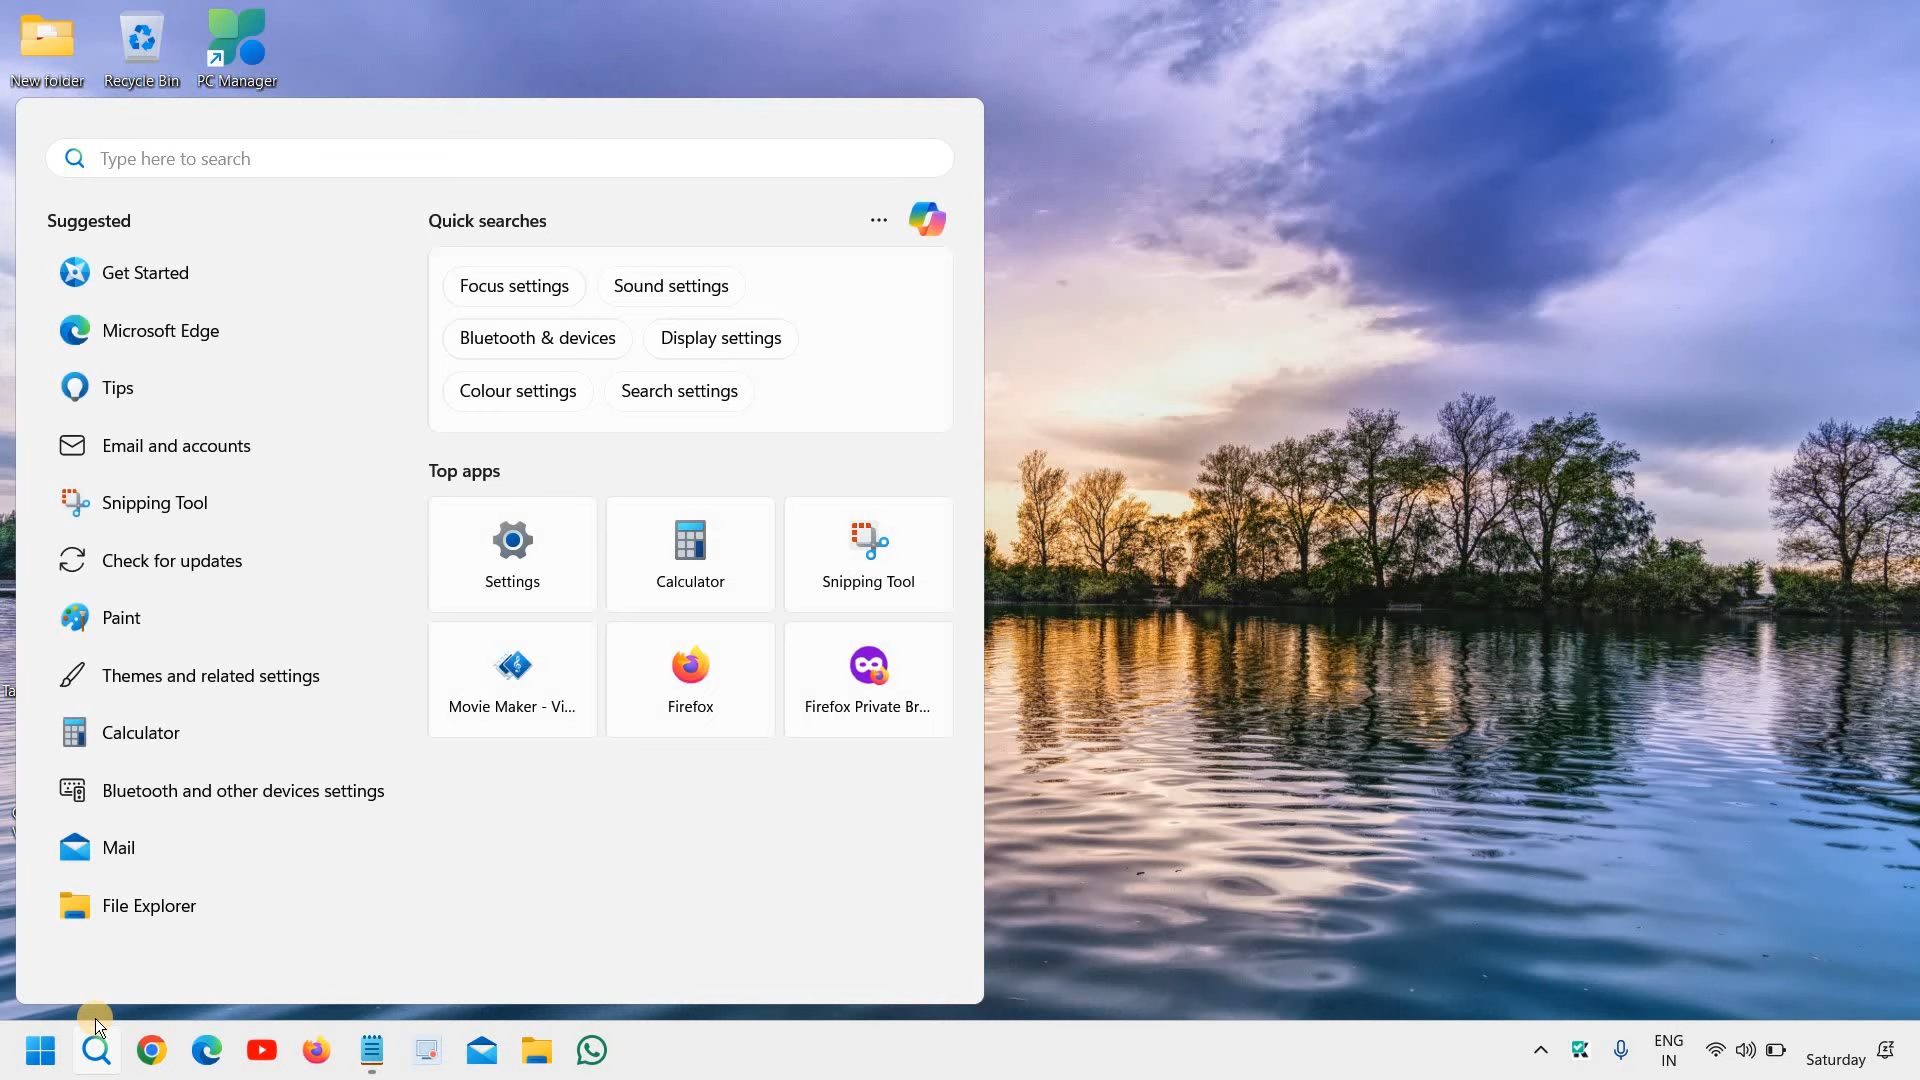 New folder
Recycle Bin
PC Manager
Type here to search
Suggested
Get Started
Microsoft Edge
Tips
Email and accounts
Snipping Tool
Check for updates
Paint
Themes and related settings
Calculator
Bluetooth and other devices settings
Mail
File Explorer
Quick searches
Focus settings
Sound settings
Bluetooth & devices
Display settings
Colour settings
Search settings
Top apps
Settings
Calculator
Snipping Tool
Movie Maker - Vi...
Firefox
Firefox Private Br...
ENG
IN
Saturday